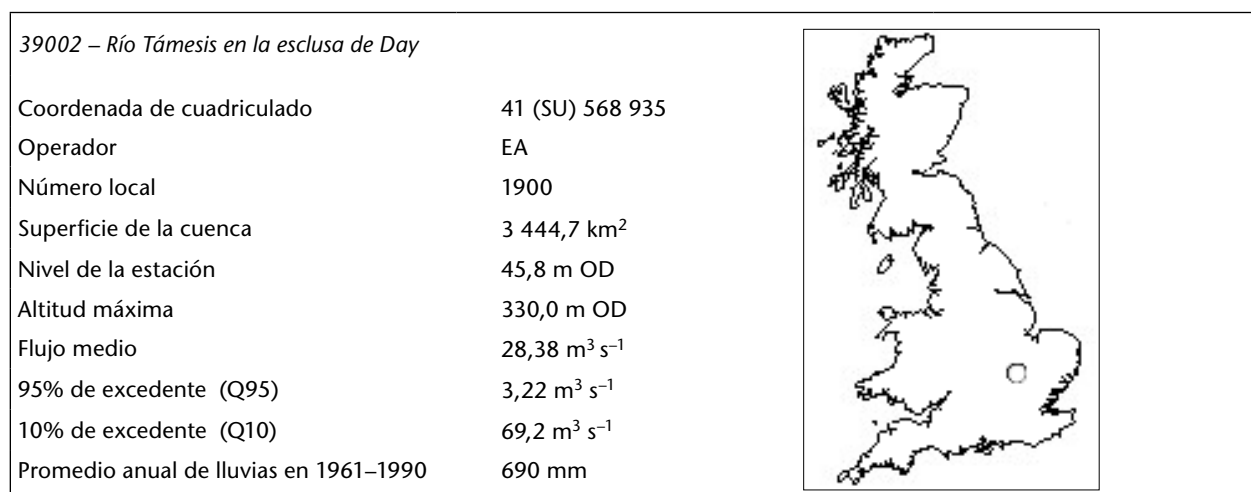 39002 – Río Támesis en la esclusa de Day
Coordenada de cuadriculado 41 (SU) 568 935
Operador EA
Número local 1900
Superficie de la cuenca 3 444,7 km²
Nivel de la estación 45,8 m OD
Altitud máxima 330,0 m OD
Flujo medio 28,38 m³ s⁻¹
95% de excedente (Q95) 3,22 m³ s⁻¹
10% de excedente (Q10) 69,2 m³ s⁻¹
Promedio anual de lluvias en 1961–1990 690 mm